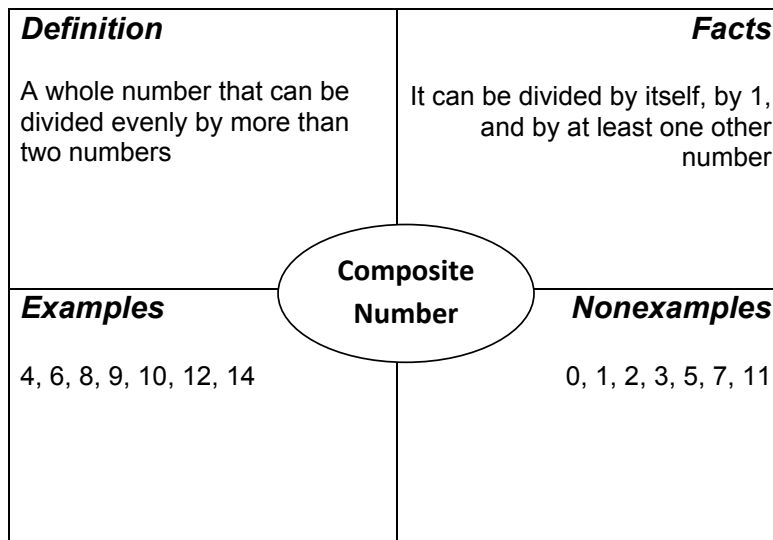 Definition
A whole number that can be
divided evenly by more than
two numbers
Facts
It can be divided by itself, by 1,
and by at least one other
number
Composite
Number
Examples
4, 6, 8, 9, 10, 12, 14
Nonexamples
0, 1, 2, 3, 5, 7, 11